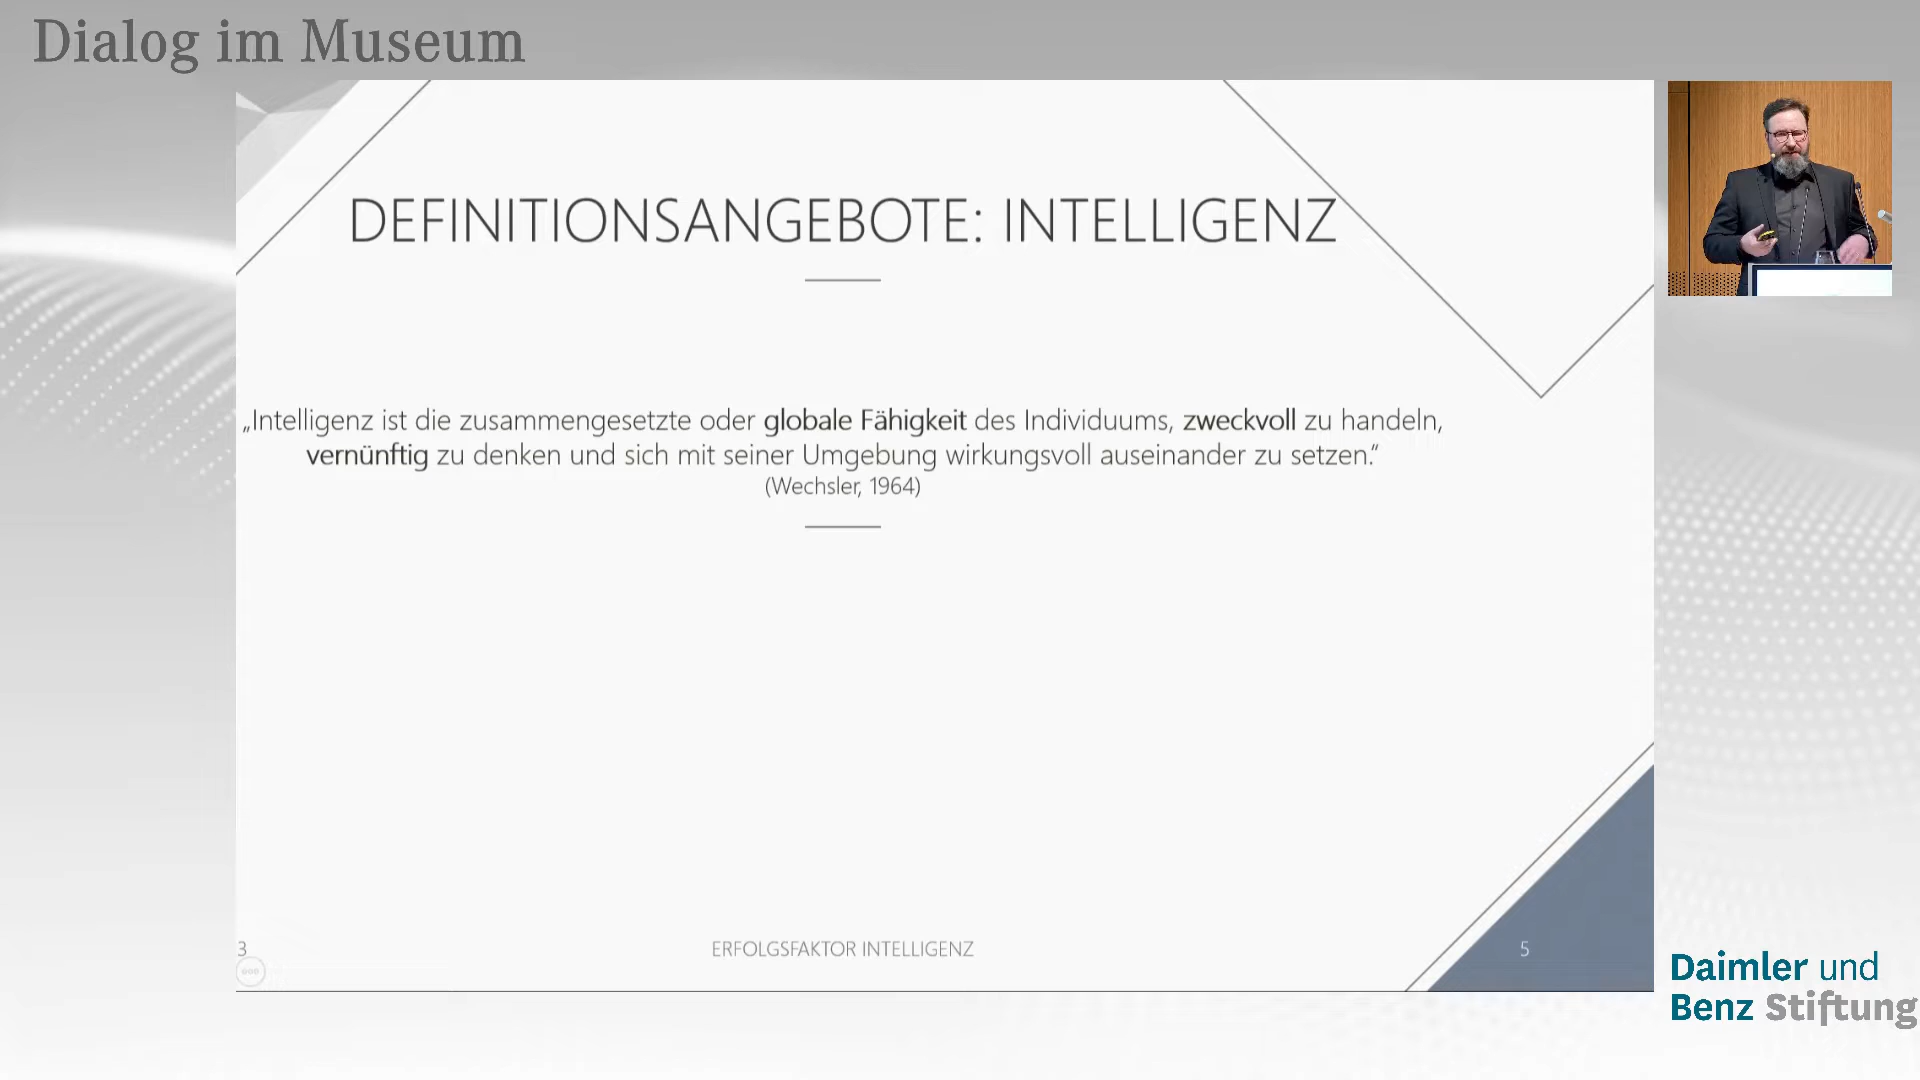 Dialog im Museum
DEFINITIONSANGEBOTE: INTELLIGENZ
„Intelligenz ist die zusammengesetzte oder globale Fähigkeit des Individuums, zweckvoll zu handeln,
vernünftig zu denken und sich mit seiner Umgebung wirkungsvoll auseinander zu setzen.“
(Wechsler, 1964)
3
ERFOLGSFAKTOR INTELLIGENZ
5
Daimler und
Benz Stiftung